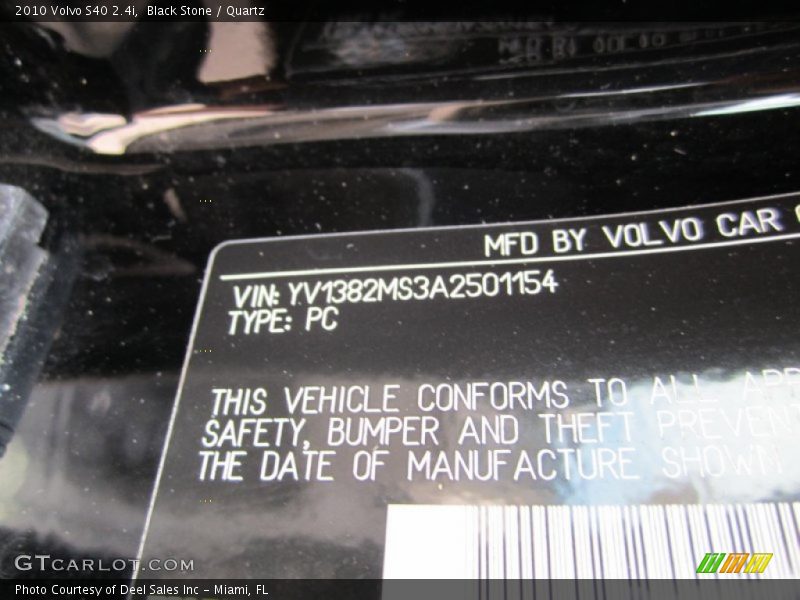 2010 Volvo S40 2.4i, Black Stone / Quartz
MFD BY VOLVO CAR
VIN: YV1382MS3A2501154
TYPE: PC
THIS VEHICLE CONFORMS TO ALL
SAFETY, BUMPER AND THEFT PREVENT
THE DATE OF MANUFACTURE SHOWN
GTCARLOT.COM
Photo Courtesy of Deel Sales Inc - Miami, FL